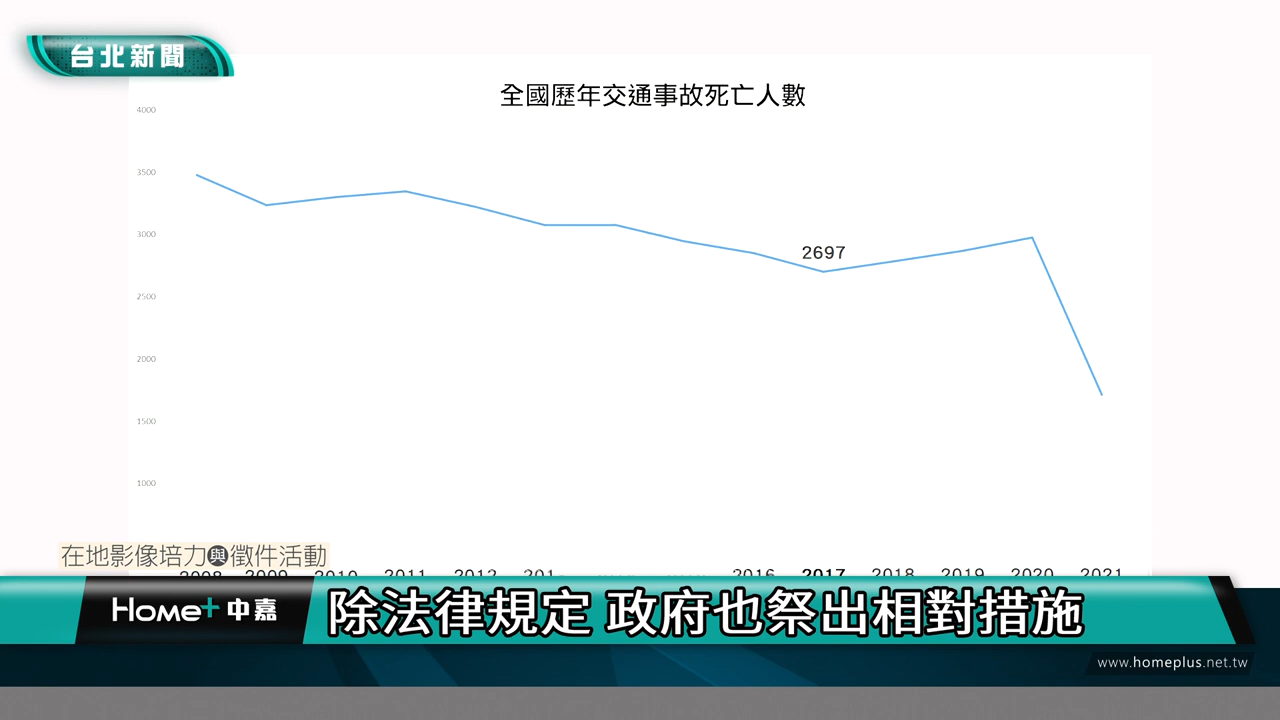 台北新聞
全國歷年交通事故死亡人數
4000
3500
3000
2697
2500
2000
1500
1000
在地影像培力與徵件活動
2008 2009 2010 2011 2012 2016 2017 2018 2019 2020 2021
Home+ 中嘉
除法律規定 政府也祭出相對措施
www.homeplus.net.tw